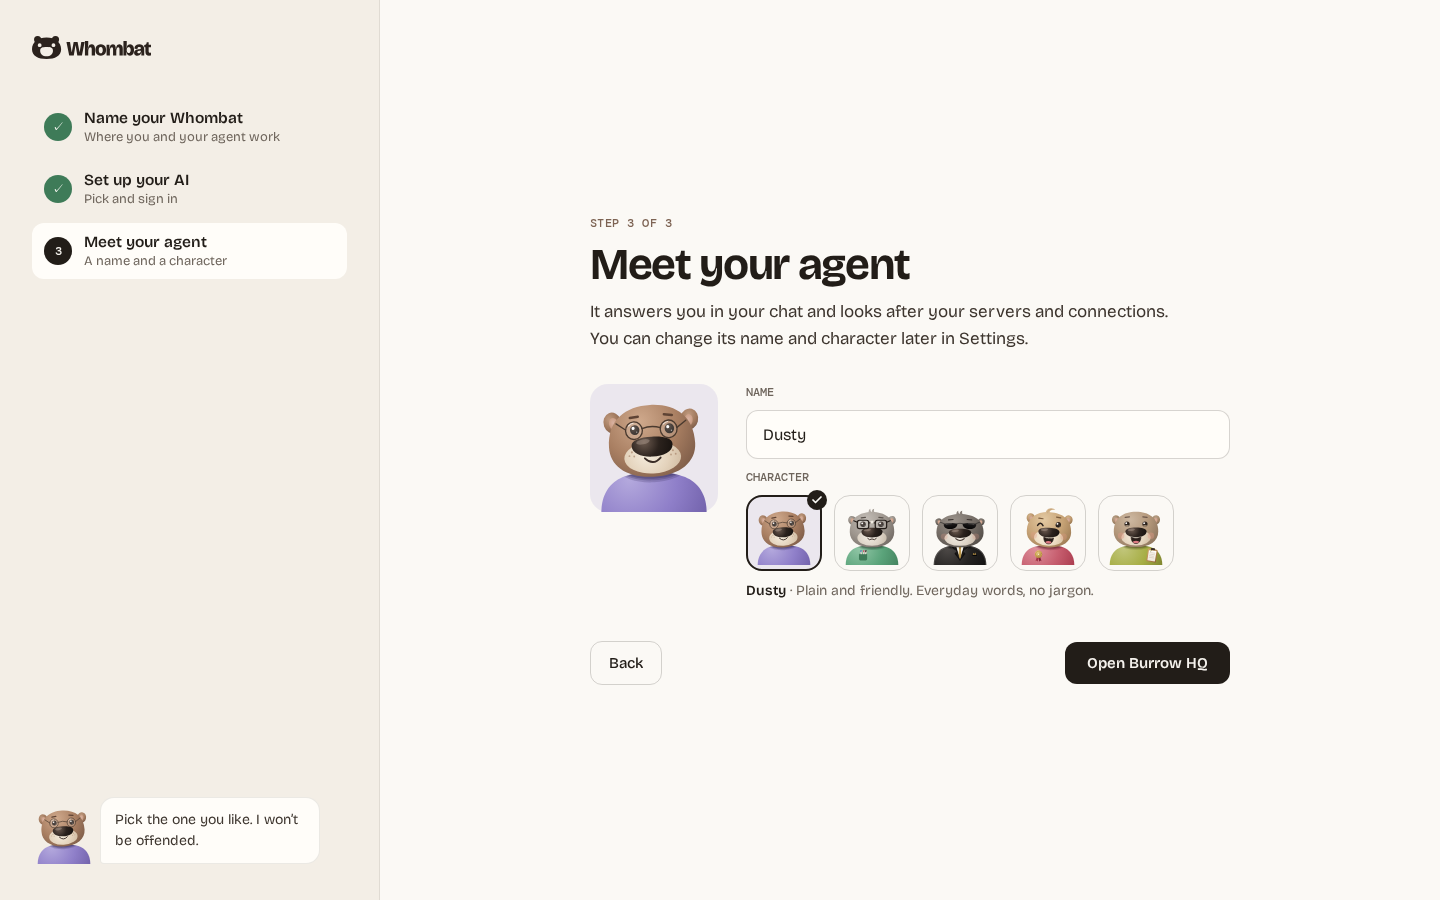 Whombat
✓ Name your Whombat
Where you and your agent work
✓ Set up your AI
Pick and sign in
3 Meet your agent
A name and a character
Pick the one you like. I won't
be offended.
STEP 3 OF 3
Meet your agent
It answers you in your chat and looks after your servers and connections.
You can change its name and character later in Settings.
NAME
Dusty
CHARACTER
Dusty · Plain and friendly. Everyday words, no jargon.
Back
Open Burrow HQ